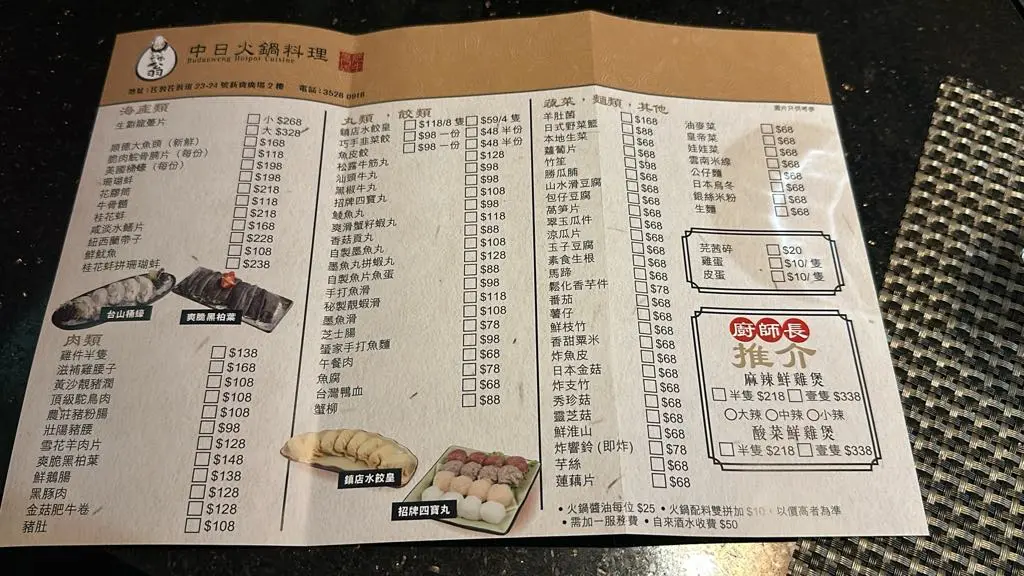 中日火鍋料理
Budaoweng Hotpot Cuisine
23-24 號
2 樓 電話:3528 0918
海產類
生劏龍躉片 小 $268
大 $328
順德大魚頭 (新鮮) $168
脆肉鯇骨腩片 (每份) $118
美國桶蠔 (每份) $198
珊瑚蚌 $198
花膠筒 $218
牛骨髓 $118
桂花蚌 $218
咸淡水鱔片 $168
紐西蘭帶子 $228
鮮魷魚 $108
桂花蚌拼珊瑚蚌 $238
台山桶蠔
爽脆黑柏葉
肉類
雞件半隻 $138
滋補雞腰子 $168
黃沙靚豬潤 $108
頂級鴕鳥肉 $108
農莊豬粉腸 $108
壯陽豬腰 $98
雪花羊肉片 $128
爽脆黑柏葉 $148
鮮鵝腸 $138
黑豚肉 $128
金菇肥牛卷 $128
豬肚 $108
丸類,餃類
鎮店水餃皇 $118/8 隻 $59/4 隻
巧手韭菜餃 $98 一份 $48 半份
魚皮餃 $98 一份 $48 半份
松露牛筋丸 $128
汕頭牛丸 $98
黑椒牛丸 $98
招牌四寶丸 $108
鯪魚丸 $98
爽滑蟹籽蝦丸 $118
香菇貢丸 $88
自製墨魚丸 $108
墨魚丸拼蝦丸 $128
自製魚片魚蛋 $88
手打魚滑 $98
秘製靚蝦滑 $118
墨魚滑 $108
芝士腸 $78
蜑家手打魚麵 $98
午餐肉 $68
魚腐 $78
台灣鴨血 $68
蟹柳 $88
鎮店水餃皇
招牌四寶丸
蔬菜,麵類,其他
圖片只供參考
羊肚菌 $168
日式野菜籃 $88
本地生菜 $68
蘿蔔片 $68
竹笙 $98
勝瓜脯 $68
山水滑豆腐 $68
包仔豆腐 $68
萵筍片 $68
翠玉瓜件 $68
涼瓜片 $68
玉子豆腐 $68
素食生根 $68
馬蹄 $68
鬆化香芋件 $78
番茄 $68
薯仔 $68
鮮枝竹 $68
香甜粟米 $68
炸魚皮 $68
日本金菇 $68
炸支竹 $68
秀珍菇 $68
靈芝菇 $68
鮮淮山 $68
炸響鈴 (即炸) $78
芋絲 $68
蓮藕片 $68
油麥菜 $68
皇帝菜 $68
娃娃菜 $68
雲南米線 $68
公仔麵 $68
日本烏冬 $68
銀絲米粉 $68
生麵 $68
芫茜碎 $20
雞蛋 $10/ 隻
皮蛋 $10/ 隻
廚師長
推介
麻辣鮮雞煲
半隻 $218 壹隻 $338
大辣 中辣 小辣
酸菜鮮雞煲
半隻 $218 壹隻 $338
• 火鍋醬油每位 $25 • 火鍋配料雙拼加 $10,以價高者為準
• 需加一服務費 • 自來酒水收費 $50